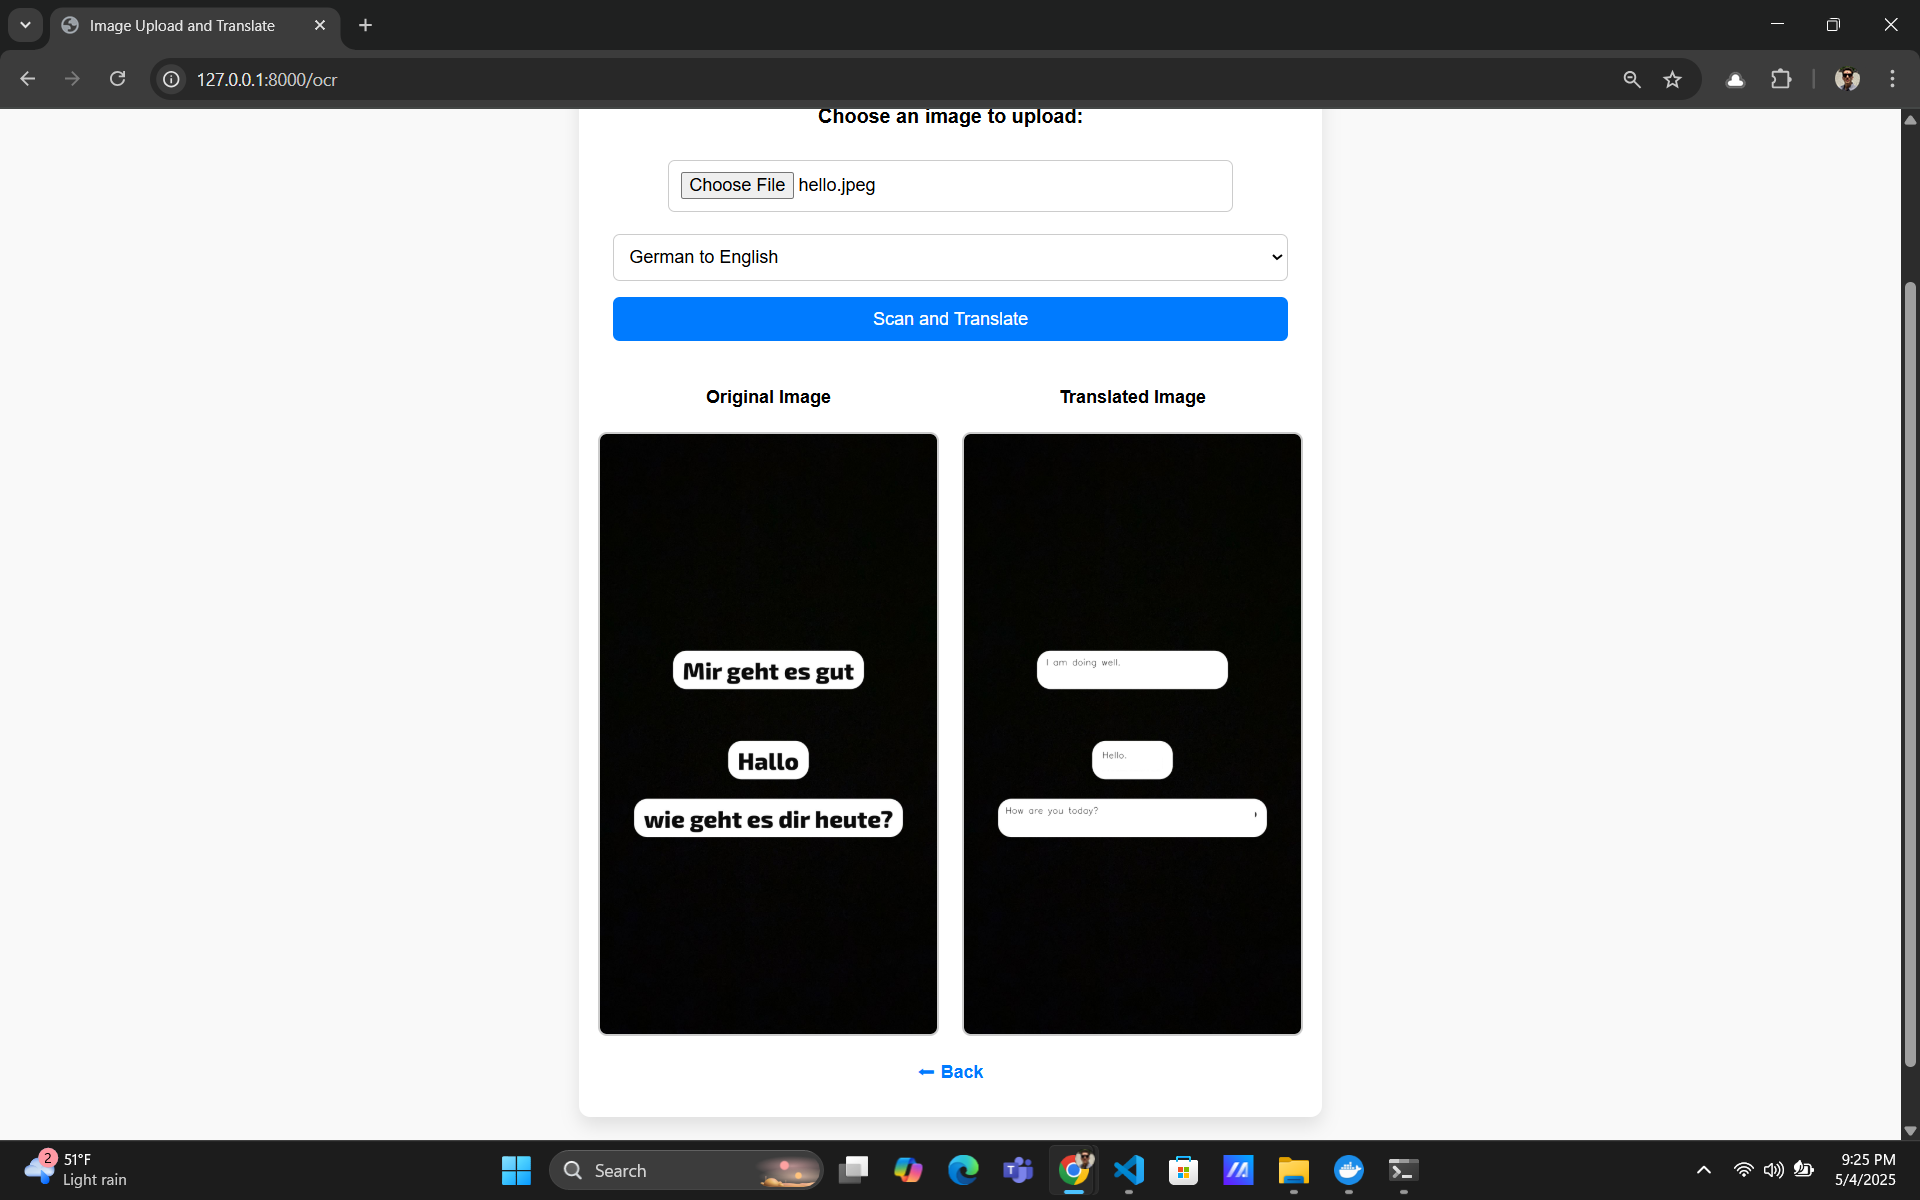 Image Upload and Translate
127.0.0.1:8000/ocr
Choose an image to upload:
Choose File hello.jpeg
German to English
Scan and Translate
Original Image
Translated Image
Mir geht es gut
Hallo
wie geht es dir heute?
I am doing well.
Hello.
How are you today?
Back
2
51°F
Light rain
Search
9:25 PM
5/4/2025